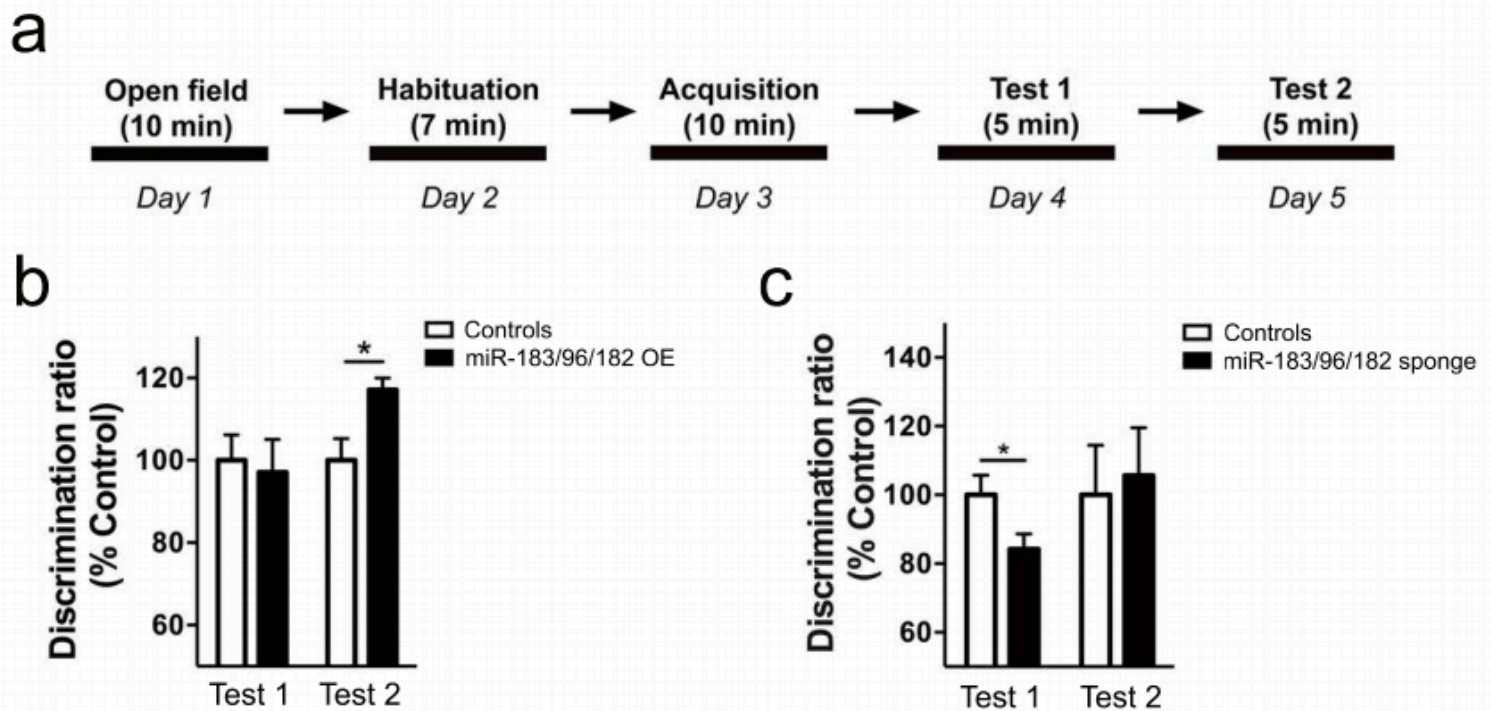 a
Open field
(10 min)
Day 1
Habituation
(7 min)
Day 2
Acquisition
(10 min)
Day 3
Test 1
(5 min)
Day 4
Test 2
(5 min)
Day 5
b
Discrimination ratio
(% Control)
120
100
80
60
*
Controls
miR-183/96/182 OE
Test 1
Test 2
c
Discrimination ratio
(% Control)
140
120
100
80
60
*
Controls
miR-183/96/182 sponge
Test 1
Test 2